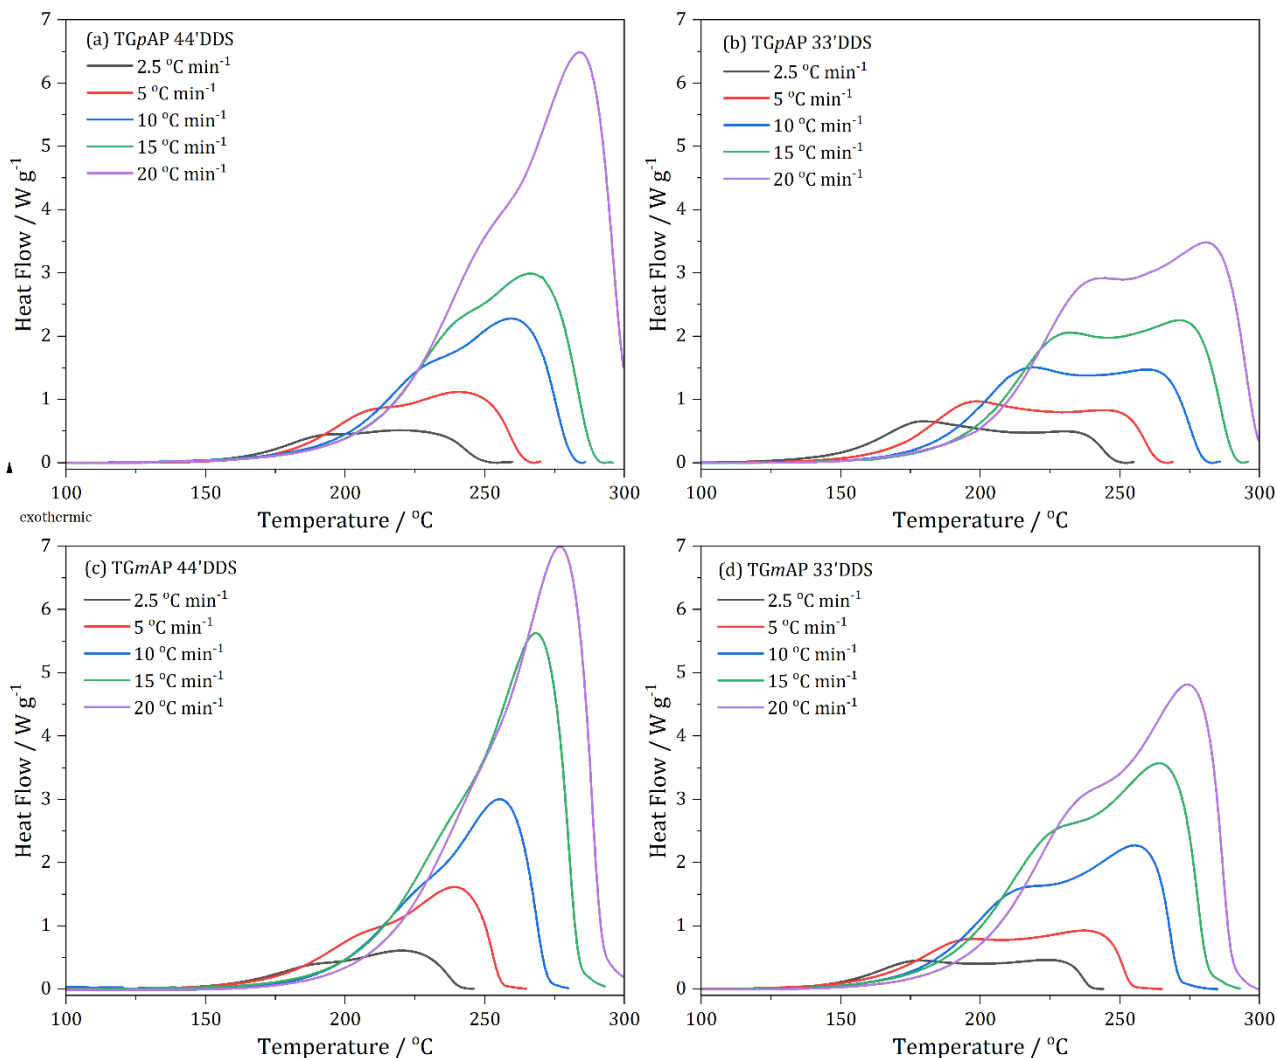 (a) TGpAP 44'DDS
2.5 °C min⁻¹
5 °C min⁻¹
10 °C min⁻¹
15 °C min⁻¹
20 °C min⁻¹
Heat Flow / W g⁻¹
7
6
5
4
3
2
1
0
100
150
200
250
300
Temperature / °C
exothermic
(b) TGpAP 33'DDS
2.5 °C min⁻¹
5 °C min⁻¹
10 °C min⁻¹
15 °C min⁻¹
20 °C min⁻¹
Heat Flow / W g⁻¹
7
6
5
4
3
2
1
0
100
150
200
250
300
Temperature / °C
(c) TGmAP 44'DDS
2.5 °C min⁻¹
5 °C min⁻¹
10 °C min⁻¹
15 °C min⁻¹
20 °C min⁻¹
Heat Flow / W g⁻¹
7
6
5
4
3
2
1
0
100
150
200
250
300
Temperature / °C
(d) TGmAP 33'DDS
2.5 °C min⁻¹
5 °C min⁻¹
10 °C min⁻¹
15 °C min⁻¹
20 °C min⁻¹
Heat Flow / W g⁻¹
7
6
5
4
3
2
1
0
100
150
200
250
300
Temperature / °C